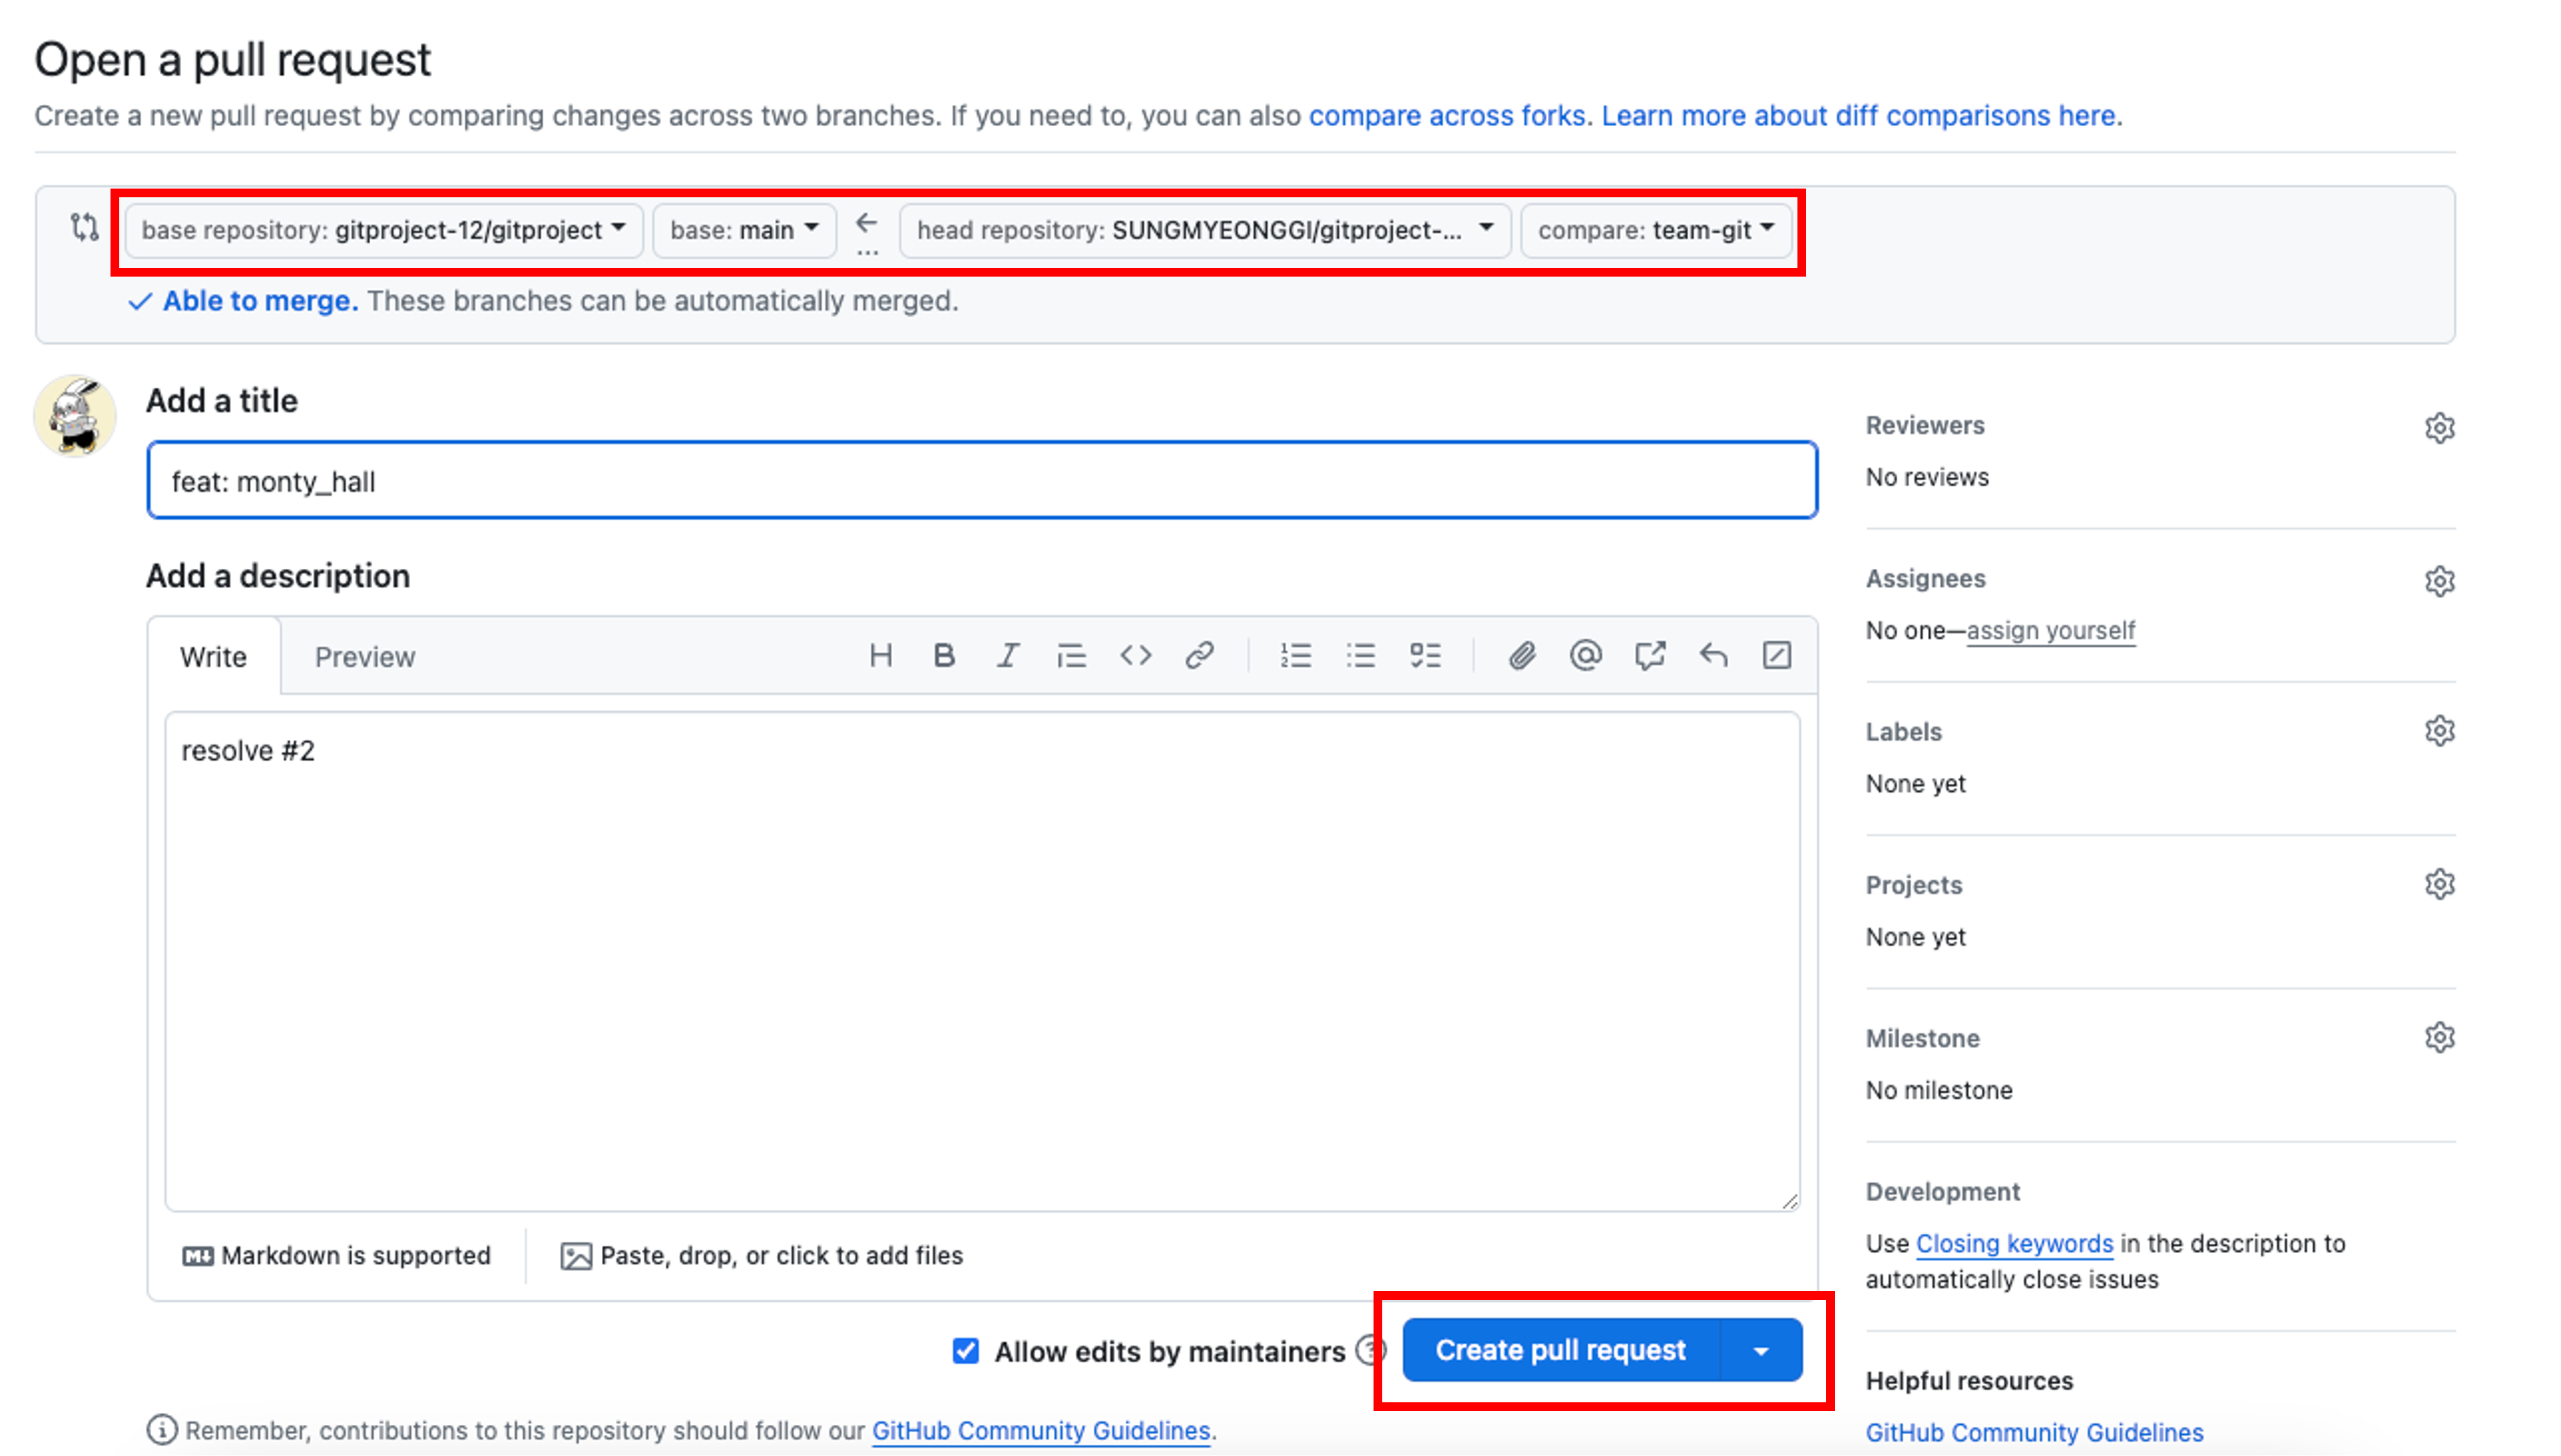 Open a pull request
Create a new pull request by comparing changes across two branches. If you need to, you can also compare across forks. Learn more about diff comparisons here.
base repository: gitproject-12/gitproject base: main ← ... head repository: SUNGMYEONGGI/gitproject-... compare: team-git
Able to merge. These branches can be automatically merged.
Add a title
feat: monty_hall
Add a description
Write Preview
resolve #2
Markdown is supported Paste, drop, or click to add files
Allow edits by maintainers
Create pull request
Remember, contributions to this repository should follow our GitHub Community Guidelines.
Reviewers
No reviews
Assignees
No one—assign yourself
Labels
None yet
Projects
None yet
Milestone
No milestone
Development
Use Closing keywords in the description to
automatically close issues
Helpful resources
GitHub Community Guidelines